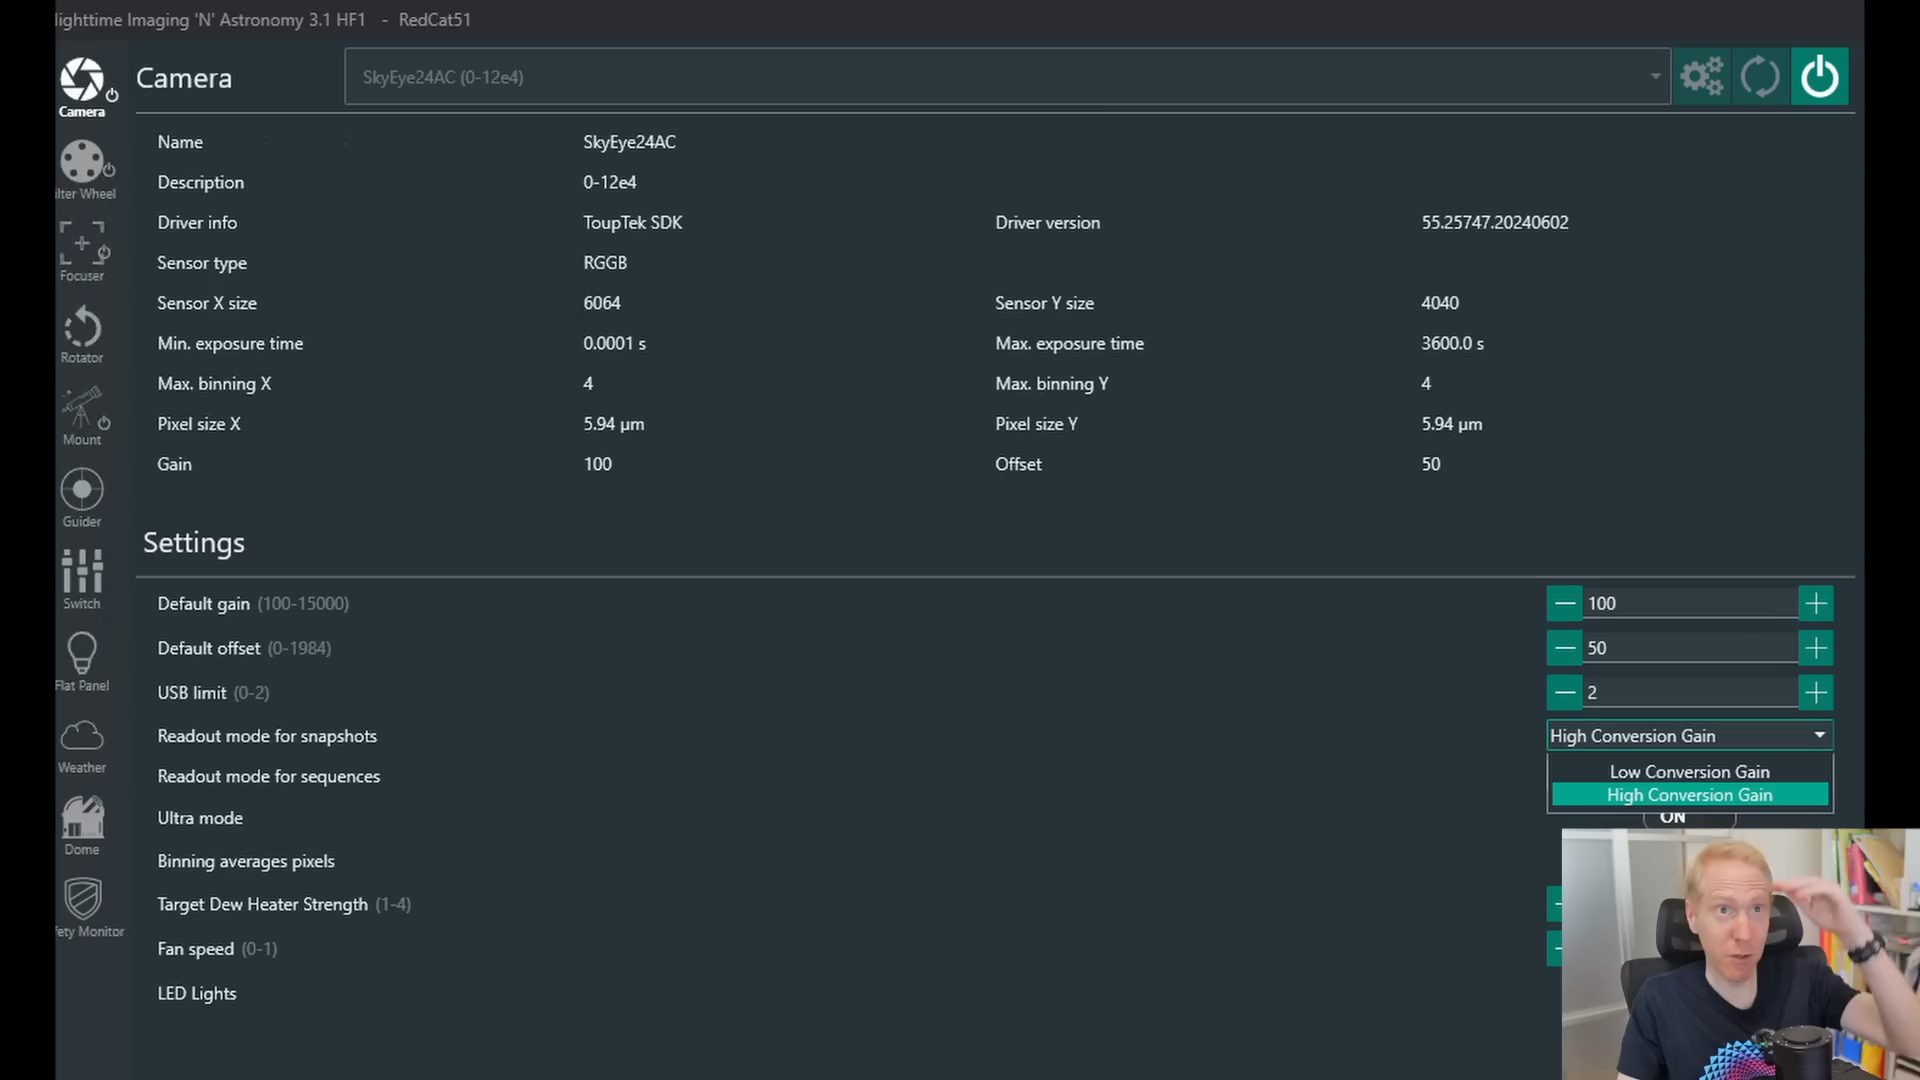 lighttime Imaging 'N' Astronomy 3.1 HF1 - RedCat51
Camera
SkyEye24AC (0-12e4)
Camera
Name
SkyEye24AC
Description
0-12e4
Driver info
ToupTek SDK
Driver version
55.25747.20240602
Sensor type
RGGB
Sensor X size
6064
Sensor Y size
4040
Min. exposure time
0.0001 s
Max. exposure time
3600.0 s
Max. binning X
4
Max. binning Y
4
Pixel size X
5.94 µm
Pixel size Y
5.94 µm
Gain
100
Offset
50
ilter Wheel
Focuser
Rotator
Mount
Guider
Switch
Flat Panel
Weather
Dome
fety Monitor
Settings
Default gain (100-15000)
100
Default offset (0-1984)
50
USB limit (0-2)
2
Readout mode for snapshots
High Conversion Gain
Low Conversion Gain
High Conversion Gain
Readout mode for sequences
Ultra mode
ON
Binning averages pixels
Target Dew Heater Strength (1-4)
Fan speed (0-1)
LED Lights